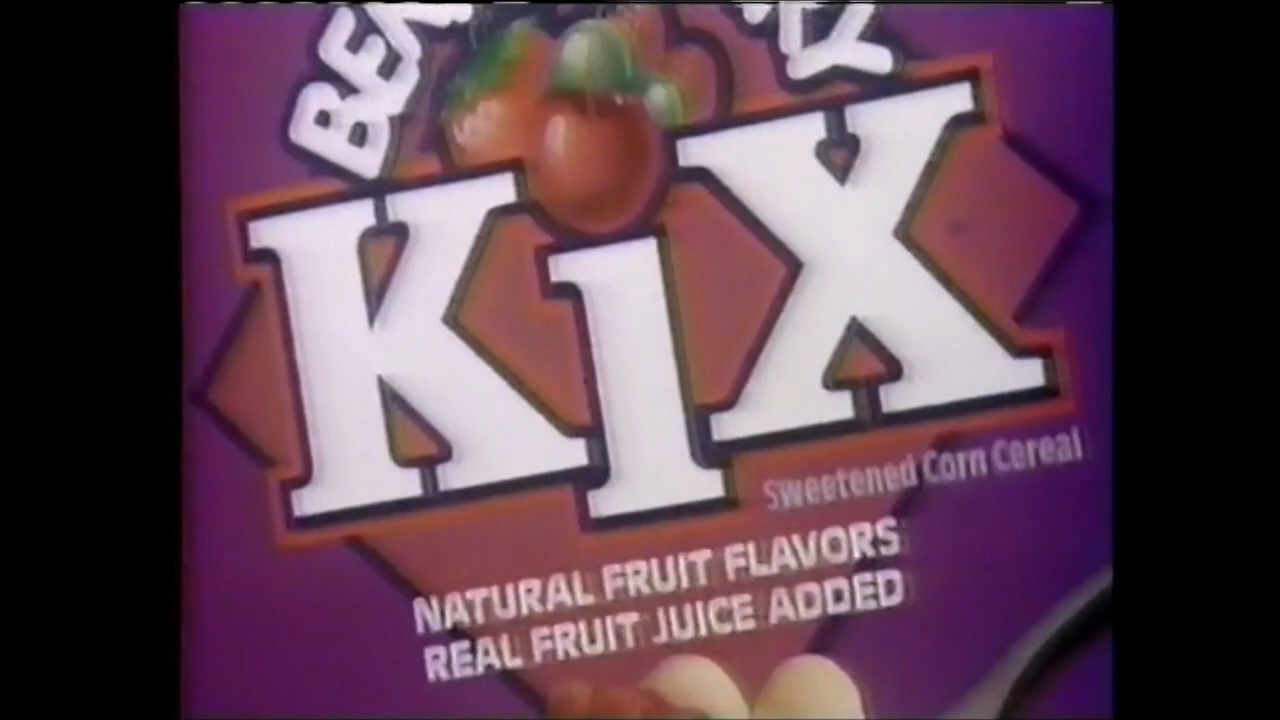 KiX
Sweetened Corn Cereal
NATURAL FRUIT FLAVORS
REAL FRUIT JUICE ADDED